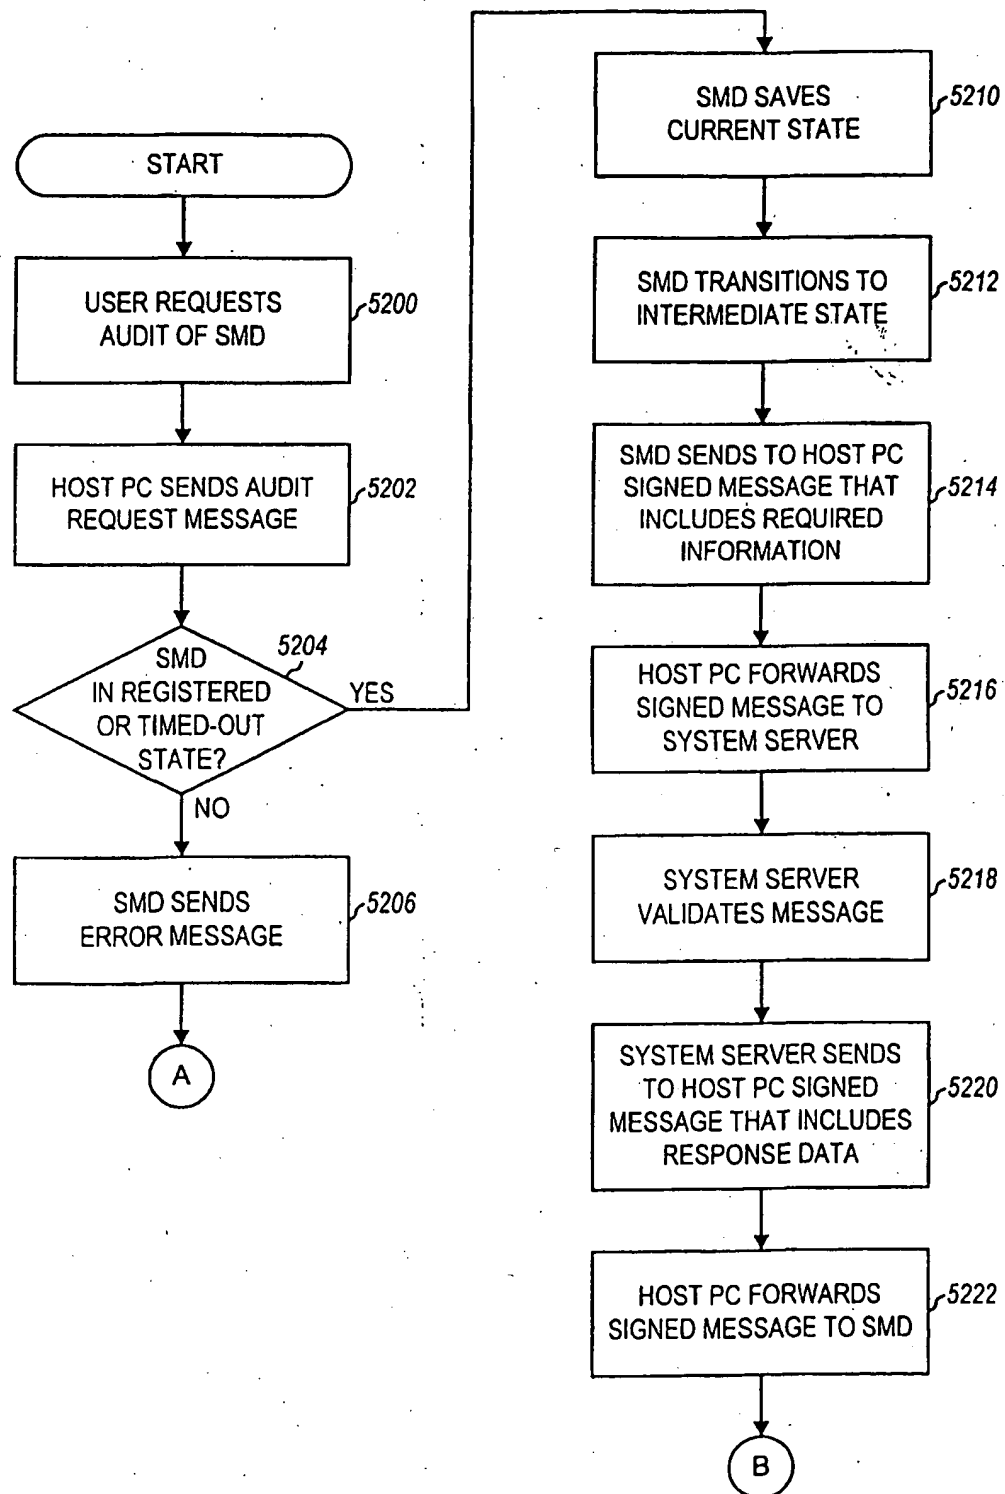 START
USER REQUESTS
AUDIT OF SMD
5200
HOST PC SENDS AUDIT
REQUEST MESSAGE
5202
SMD
IN REGISTERED
OR TIMED-OUT
STATE?
5204
YES
NO
SMD SENDS
ERROR MESSAGE
5206
A
SMD SAVES
CURRENT STATE
5210
SMD TRANSITIONS TO
INTERMEDIATE STATE
5212
SMD SENDS TO HOST PC
SIGNED MESSAGE THAT
INCLUDES REQUIRED
INFORMATION
5214
HOST PC FORWARDS
SIGNED MESSAGE TO
SYSTEM SERVER
5216
SYSTEM SERVER
VALIDATES MESSAGE
5218
SYSTEM SERVER SENDS
TO HOST PC SIGNED
MESSAGE THAT INCLUDES
RESPONSE DATA
5220
HOST PC FORWARDS
SIGNED MESSAGE TO SMD
5222
B